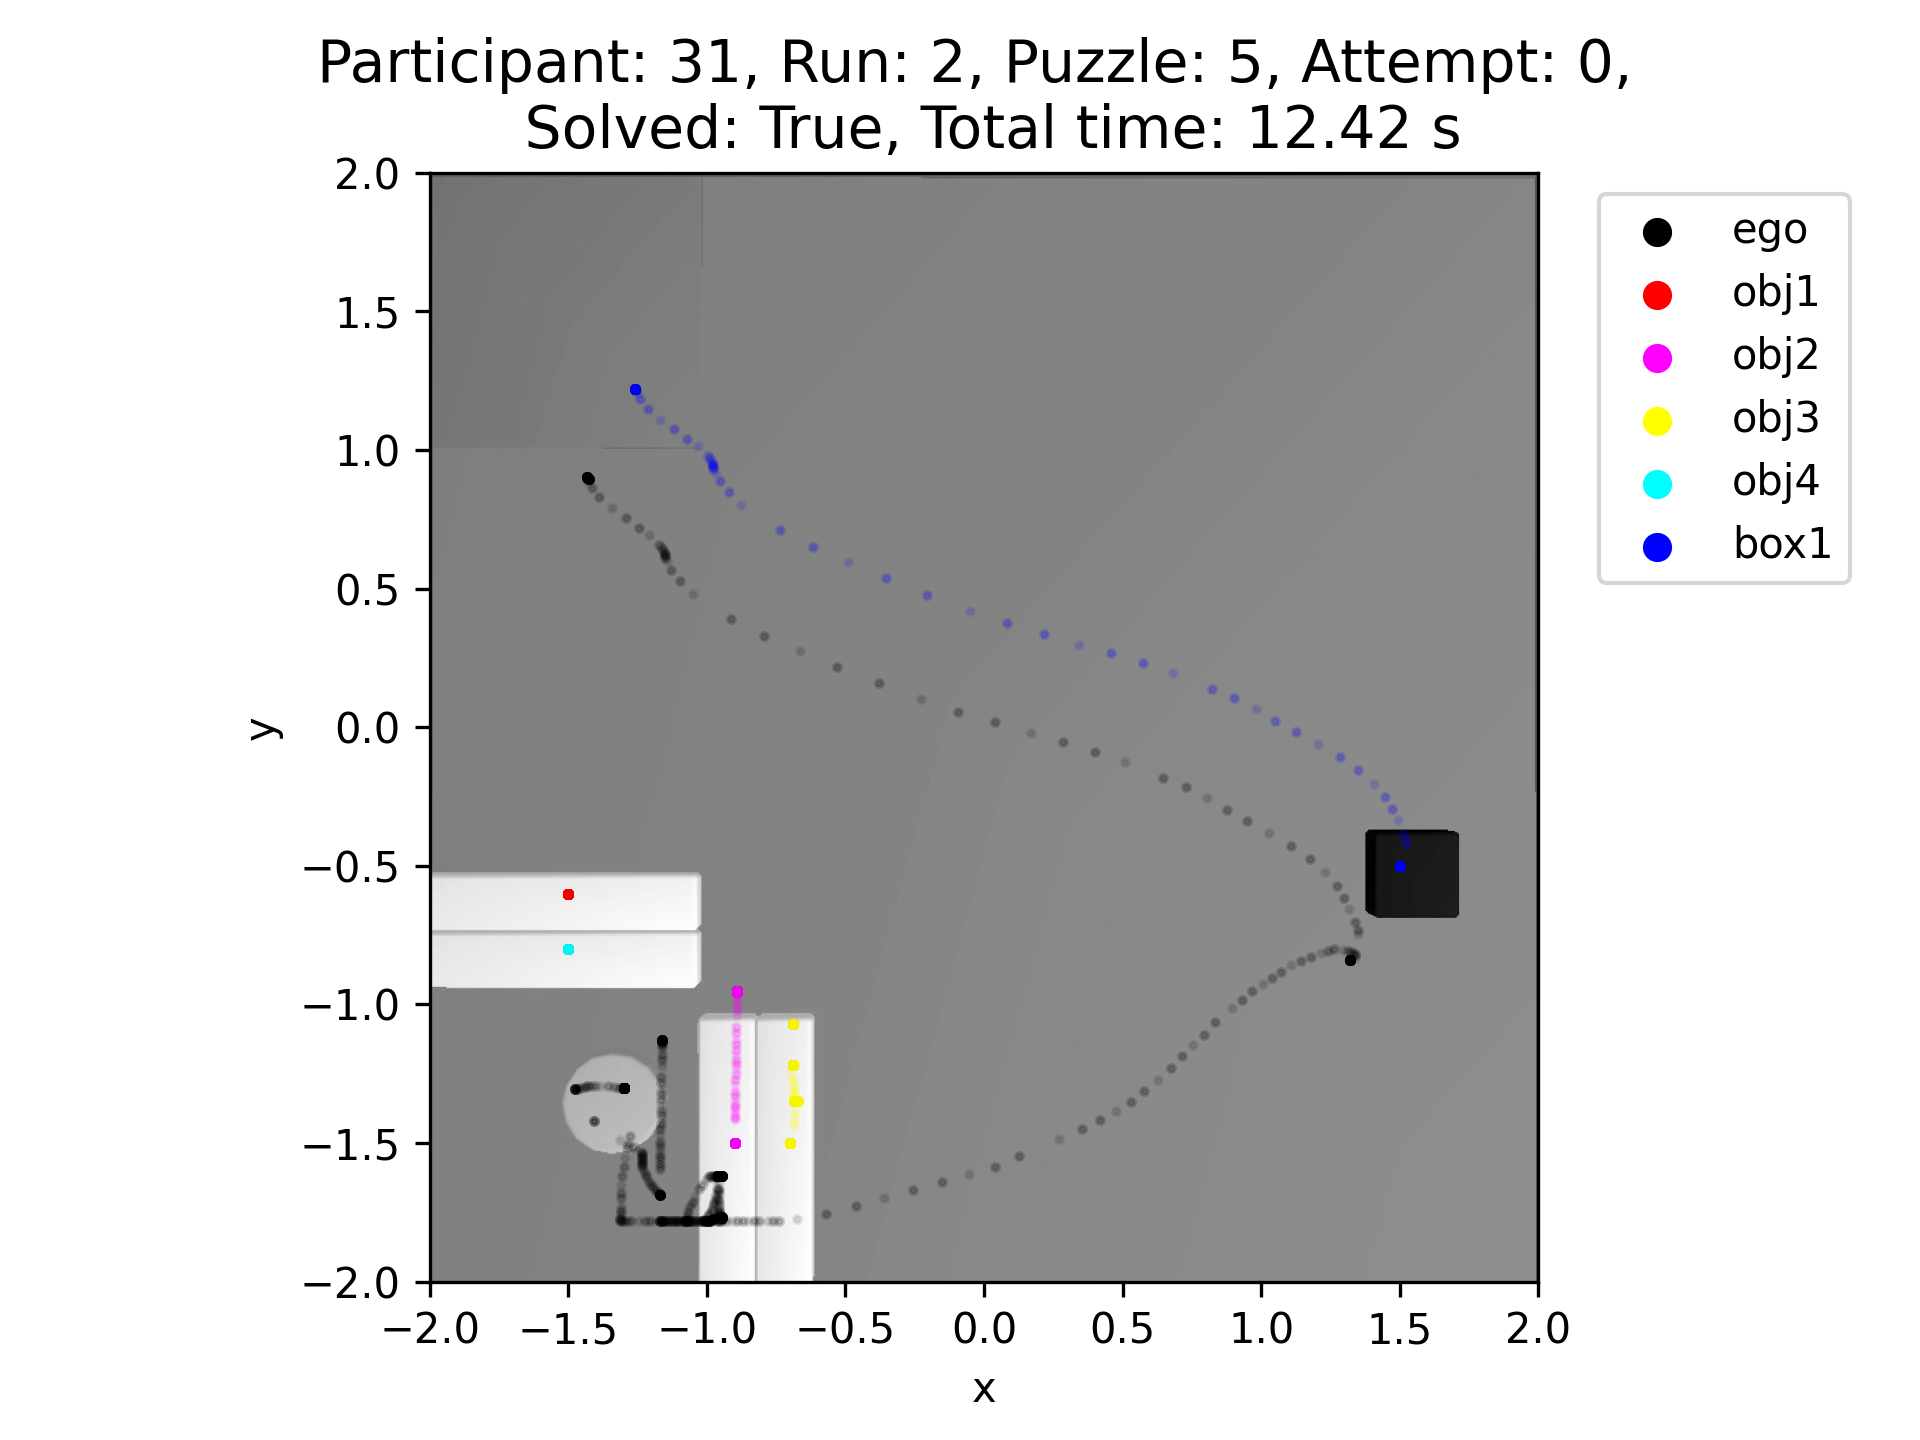 Participant: 31, Run: 2, Puzzle: 5, Attempt: 0,
Solved: True, Total time: 12.42 s
2.0
1.5
1.0
0.5
0.0
−0.5
−1.0
−1.5
−2.0
y
−2.0 −1.5 −1.0 −0.5 0.0 0.5 1.0 1.5 2.0
x
ego
obj1
obj2
obj3
obj4
box1